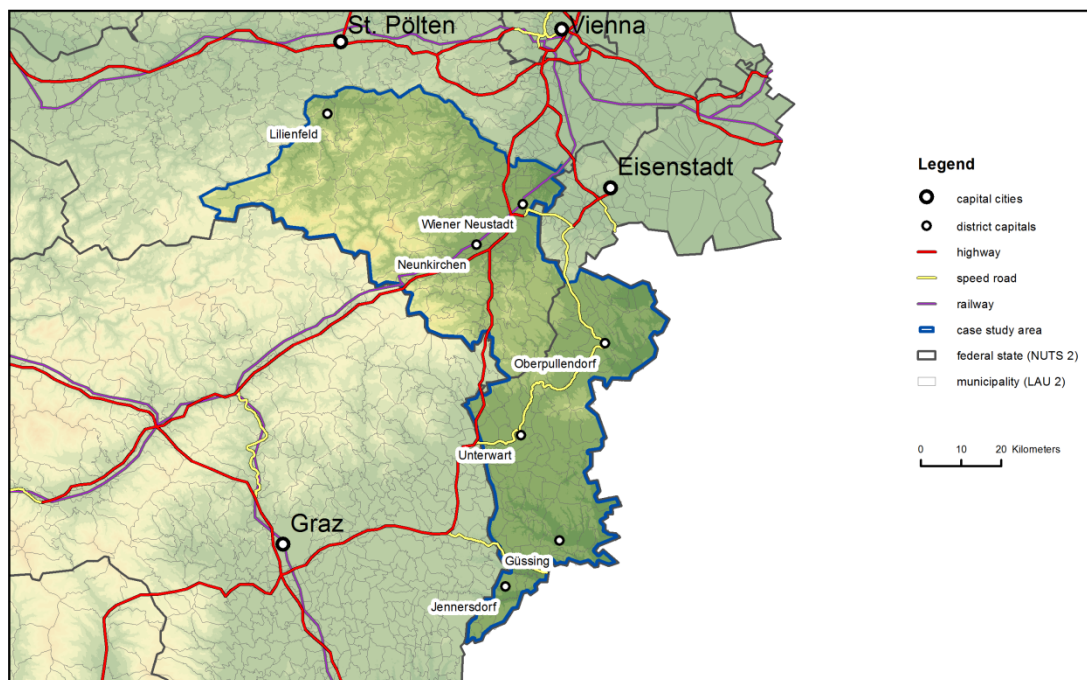 St. Pölten
Vienna
Lilienfeld
Eisenstadt
Wiener Neustadt
Neunkirchen
Oberpullendorf
Unterwart
Graz
Güssing
Jennersdorf
Legend
capital cities
district capitals
highway
speed road
railway
case study area
federal state (NUTS 2)
municipality (LAU 2)
0 10 20 Kilometers